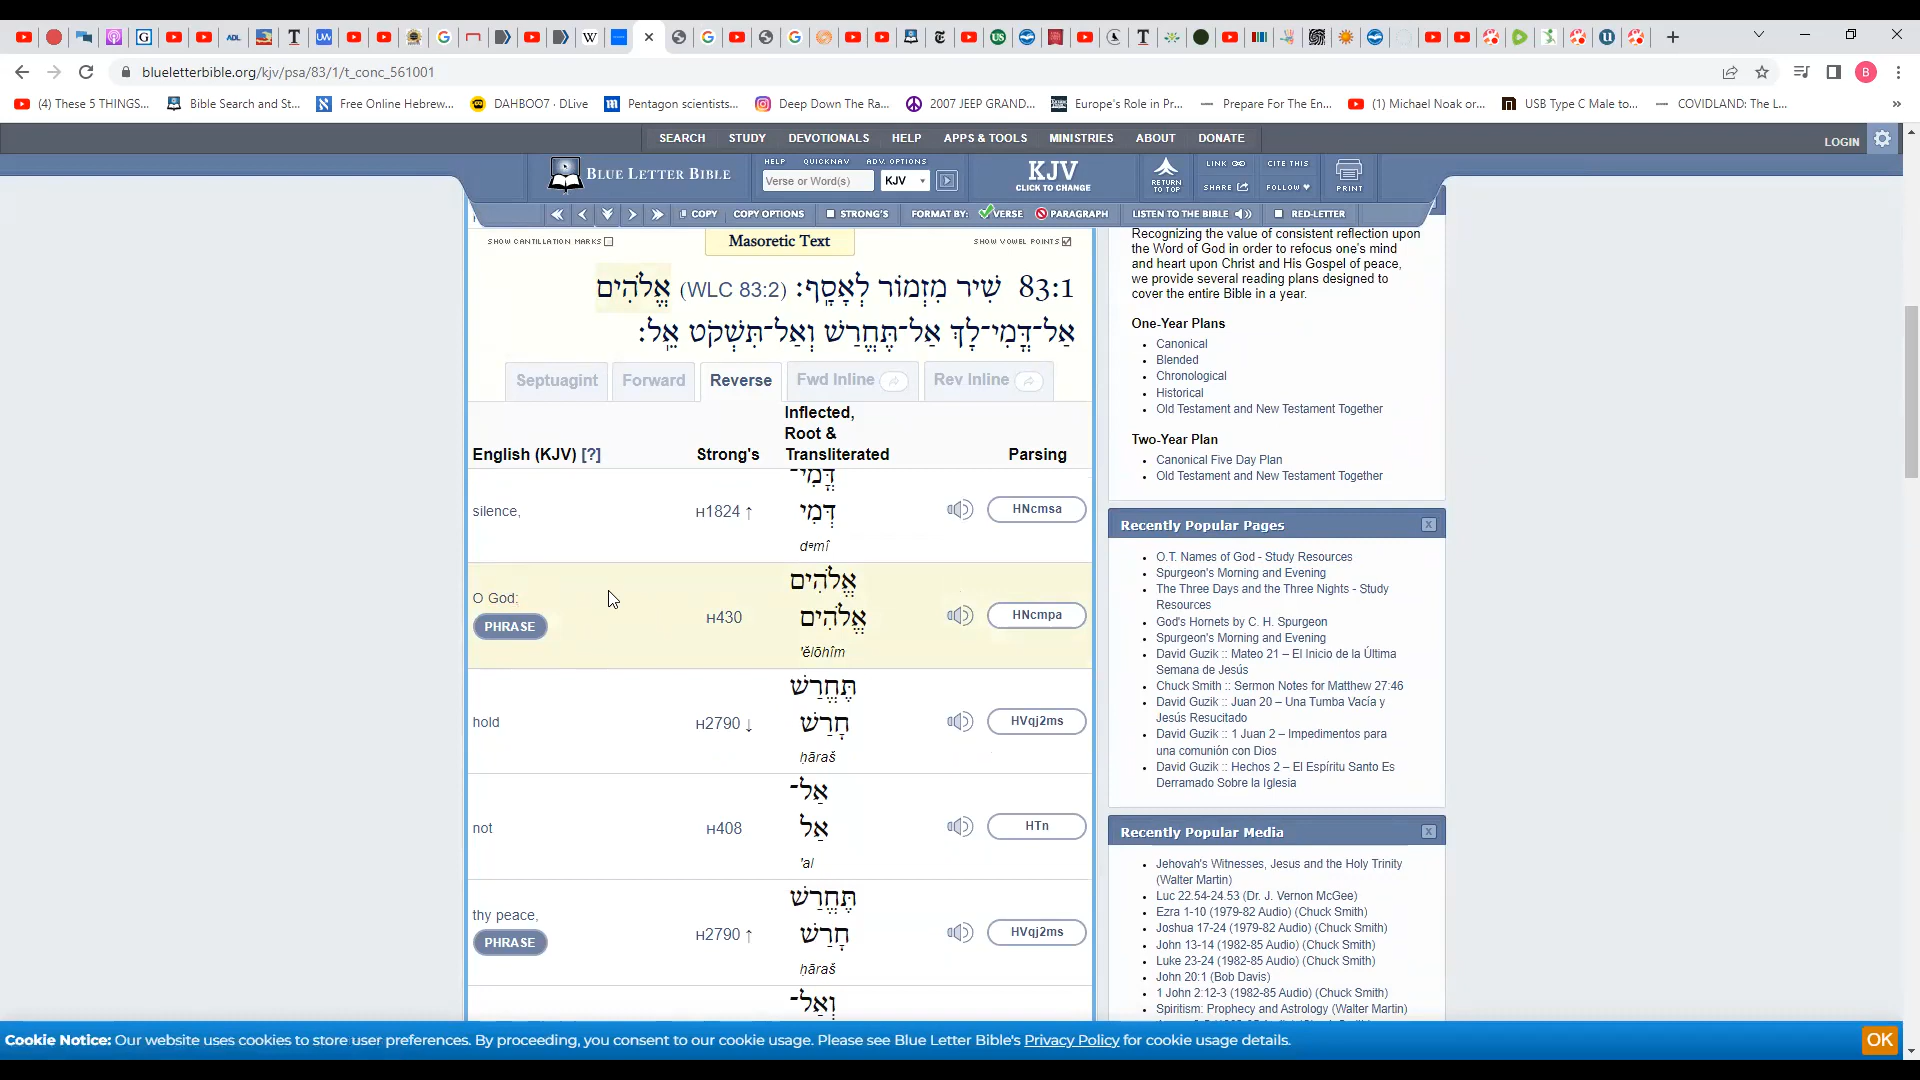 blueletterbible.org/kjv/psa/83/1/t_conc_561001
(4) These 5 THINGS...
Bible Search and St...
Free Online Hebrew...
DAHBOO7 · DLive
Pentagon scientists...
Deep Down The Ra...
2007 JEEP GRAND...
Europe's Role in Pr...
Prepare For The En...
(1) Michael Noak or...
USB Type C Male to...
COVIDLAND: The L...
SEARCH STUDY DEVOTIONALS HELP APPS & TOOLS MINISTRIES ABOUT DONATE
LOGIN
BLUE LETTER BIBLE
HELP QUICKNAV ADV. OPTIONS
Verse or Word(s)
KJV
KJV
CLICK TO CHANGE
RETURN
TO TOP
LINK
CITE THIS
SHARE
FOLLOW
PRINT
COPY COPY OPTIONS STRONG'S FORMAT BY: VERSE PARAGRAPH LISTEN TO THE BIBLE RED-LETTER
SHOW CANTILLATION MARKS
Masoretic Text
SHOW VOWEL POINTS
83:1 שִׁיר מִזְמוֹר לְאָסָֽף׃ (WLC 83:2) אֱלֹהִים
אַל־דֳּמִי־לָךְ אַל־תֶּחֱרַשׁ וְאַל־תִּשְׁקֹט אֵֽל׃
Septuagint Forward Reverse Fwd Inline Rev Inline
Inflected,
Root &
English (KJV) [?] Strong's Transliterated Parsing
דֳּמִי־
silence, H1824 ↑ דְּמִי HNcmsa
dᵊmî
אֱלֹהִים
O God:
PHRASE H430 אֱלֹהִים HNcmpa
'ĕlōhîm
תֶּחֱרַשׁ
hold H2790 ↓ חָרַשׁ HVqj2ms
ḥāraš
אַל־
not H408 אַל HTn
'al
תֶּחֱרַשׁ
thy peace,
PHRASE H2790 ↑ חָרַשׁ HVqj2ms
ḥāraš
וְאַל־
Recognizing the value of consistent reflection upon
the Word of God in order to refocus one's mind
and heart upon Christ and His Gospel of peace,
we provide several reading plans designed to
cover the entire Bible in a year.
One-Year Plans
Canonical
Blended
Chronological
Historical
Old Testament and New Testament Together
Two-Year Plan
Canonical Five Day Plan
Old Testament and New Testament Together
Recently Popular Pages
O.T. Names of God - Study Resources
Spurgeon's Morning and Evening
The Three Days and the Three Nights - Study
Resources
God's Hornets by C. H. Spurgeon
Spurgeon's Morning and Evening
David Guzik :: Mateo 21 – El Inicio de la Última
Semana de Jesús
Chuck Smith :: Sermon Notes for Matthew 27:46
David Guzik :: Juan 20 – Una Tumba Vacía y
Jesús Resucitado
David Guzik :: 1 Juan 2 – Impedimentos para
una comunión con Dios
David Guzik :: Hechos 2 – El Espíritu Santo Es
Derramado Sobre la Iglesia
Recently Popular Media
Jehovah's Witnesses, Jesus and the Holy Trinity
(Walter Martin)
Luc 22.54-24.53 (Dr. J. Vernon McGee)
Ezra 1-10 (1979-82 Audio) (Chuck Smith)
Joshua 17-24 (1979-82 Audio) (Chuck Smith)
John 13-14 (1982-85 Audio) (Chuck Smith)
Luke 23-24 (1982-85 Audio) (Chuck Smith)
John 20:1 (Bob Davis)
1 John 2:12-3 (1982-85 Audio) (Chuck Smith)
Spiritism: Prophecy and Astrology (Walter Martin)
Cookie Notice: Our website uses cookies to store user preferences. By proceeding, you consent to our cookie usage. Please see Blue Letter Bible's Privacy Policy for cookie usage details.
OK